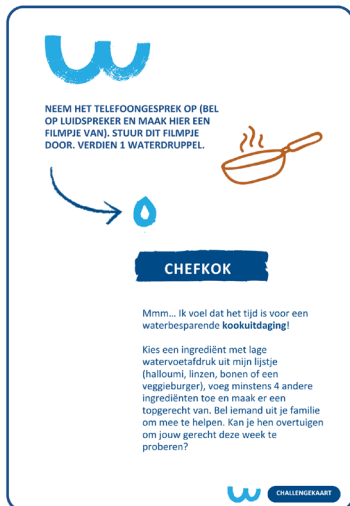 NEEM HET TELEFOONGESPREK OP (BEL
OP LUIDSPREKER EN MAAK HIER EEN
FILMPJE VAN). STUUR DIT FILMPJE
DOOR. VERDIEN 1 WATERDRUPPEL.
CHEFKOK
Mmm... Ik voel dat het tijd is voor een
waterbesparende kookuitdaging!
Kies een ingrediënt met lage
watervoetafdruk uit mijn lijstje
(halloumi, linzen, bonen of een
veggieburger), voeg minstens 4 andere
ingrediënten toe en maak er een
topgerecht van. Bel iemand uit je familie
om mee te helpen. Kan je hen overtuigen
om jouw gerecht deze week te
proberen?
CHALLENGEKAART